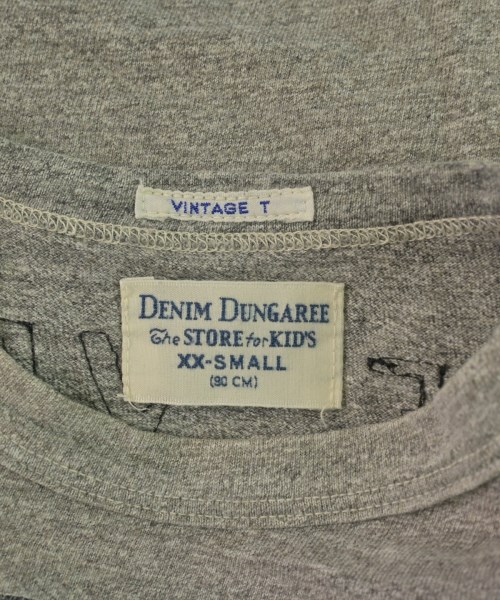 VINTAGE T
DENIM DUNGAREE
The STORE for KID'S
XX-SMALL
(90 CM)